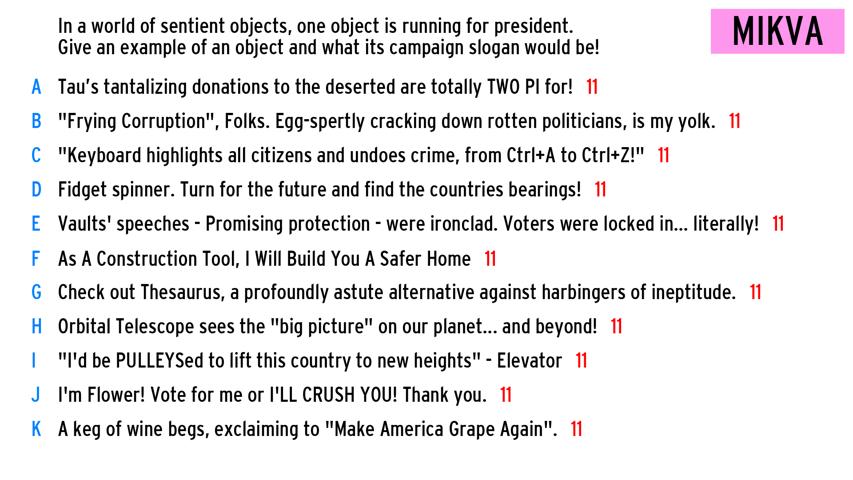 In a world of sentient objects, one object is running for president.
Give an example of an object and what its campaign slogan would be!
MIKVA
A Tau's tantalizing donations to the deserted are totally TWO PI for! 11
B "Frying Corruption", Folks. Egg-spertly cracking down rotten politicians, is my yolk. 11
C "Keyboard highlights all citizens and undoes crime, from Ctrl+A to Ctrl+Z!" 11
D Fidget spinner. Turn for the future and find the countries bearings! 11
E Vaults' speeches - Promising protection - were ironclad. Voters were locked in... literally! 11
F As A Construction Tool, I Will Build You A Safer Home 11
G Check out Thesaurus, a profoundly astute alternative against harbingers of ineptitude. 11
H Orbital Telescope sees the "big picture" on our planet... and beyond! 11
I "I'd be PULLEYSed to lift this country to new heights" - Elevator 11
J I'm Flower! Vote for me or I'LL CRUSH YOU! Thank you. 11
K A keg of wine begs, exclaiming to "Make America Grape Again". 11